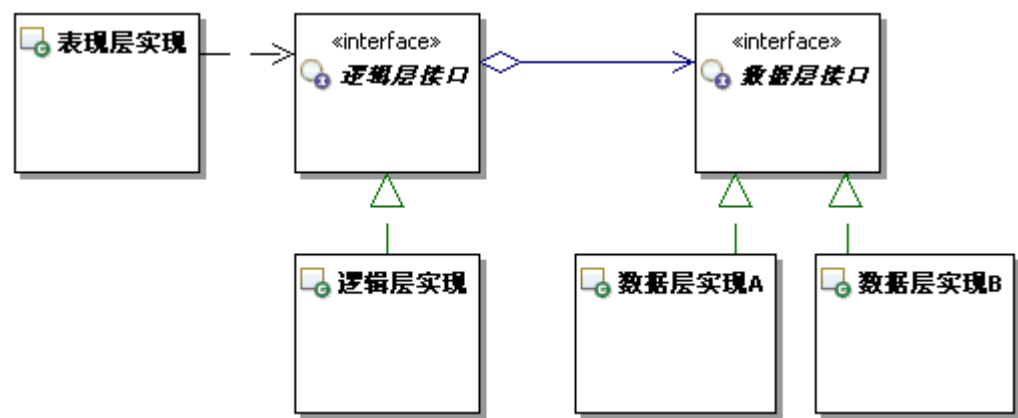 表现层实现
«interface»
逻辑层接口
«interface»
数据层接口
逻辑层实现
数据层实现A
数据层实现B